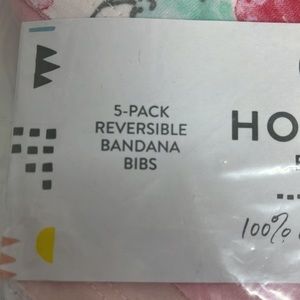 5-PACK
REVERSIBLE
BANDANA
BIBS
HO
100%